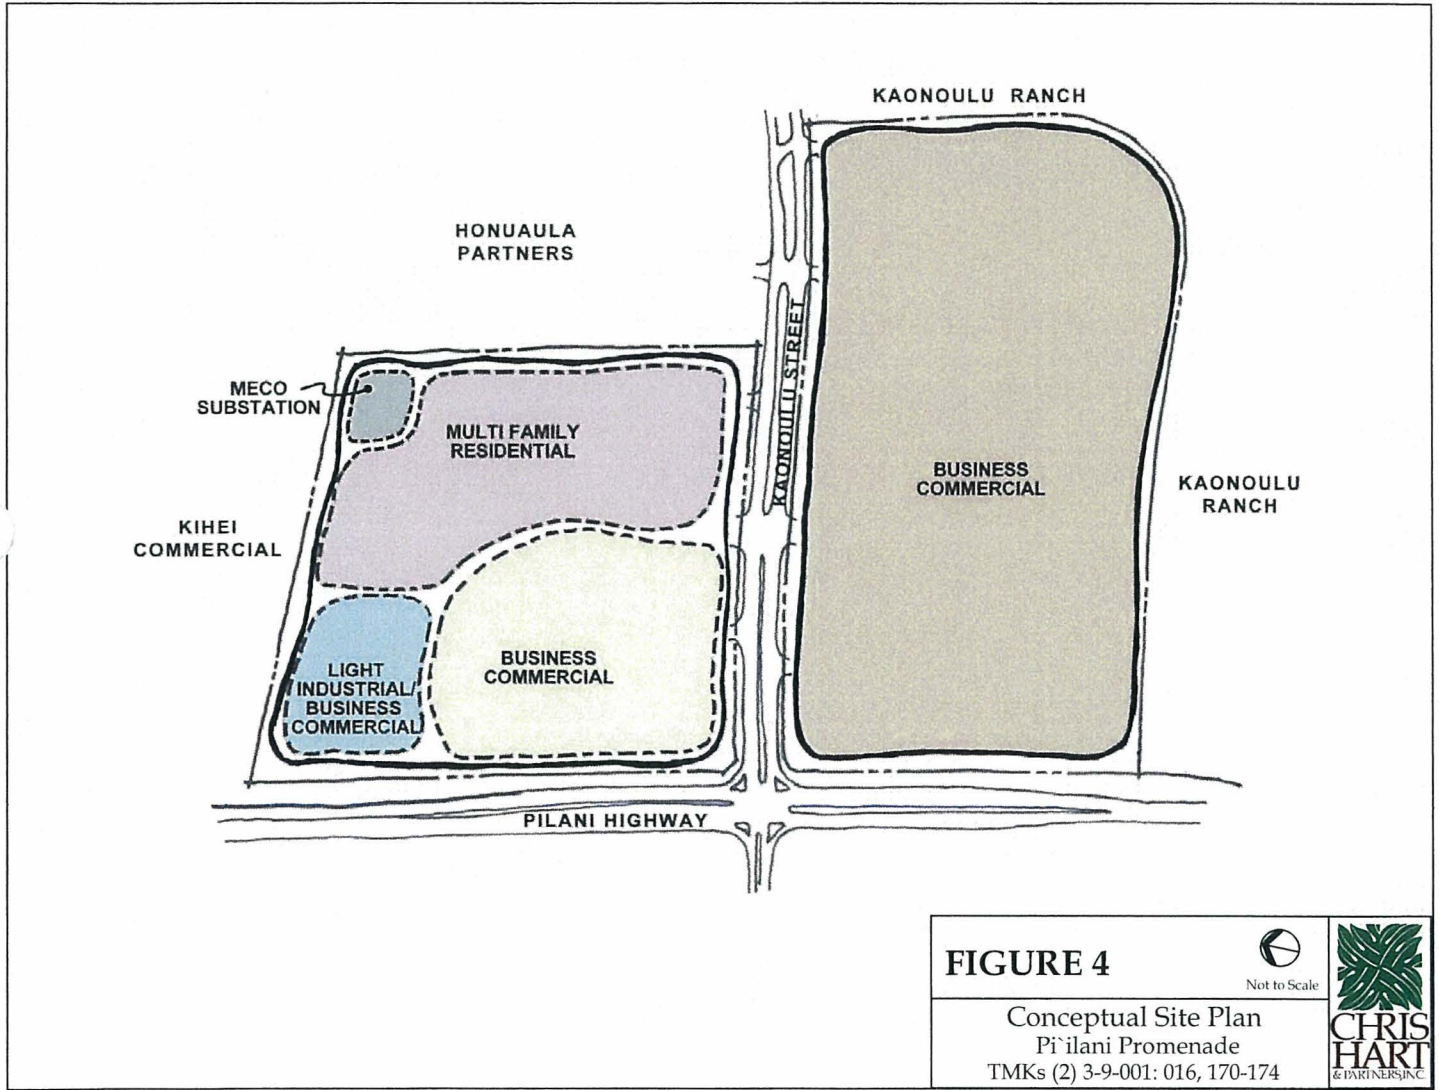 KAONOULU RANCH
HONUAULA
PARTNERS
KAONOULU STREET
MECO
SUBSTATION
MULTI FAMILY
RESIDENTIAL
BUSINESS
COMMERCIAL
KAONOULU
RANCH
KIHEI
COMMERCIAL
LIGHT
INDUSTRIAL/
BUSINESS
COMMERCIAL
BUSINESS
COMMERCIAL
PILANI HIGHWAY
FIGURE 4
Not to Scale
Conceptual Site Plan
Pi`ilani Promenade
TMKs (2) 3-9-001: 016, 170-174
CHRIS
HART
& PARTNERS, INC.